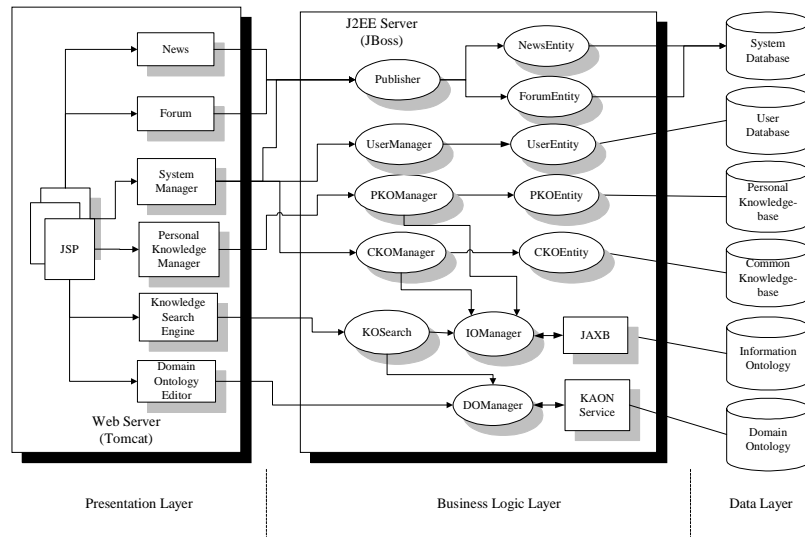 J2EE Server
(JBoss)
News
Forum
System
Manager
JSP
Personal
Knowledge
Manager
Knowledge
Search
Engine
Domain
Ontology
Editor
Web Server
(Tomcat)
Publisher
NewsEntity
ForumEntity
UserManager
UserEntity
PKOManager
PKOEntity
CKOManager
CKOEntity
KOSearch
IOManager
JAXB
DOManager
KAON
Service
System
Database
User
Database
Personal
Knowledge-
base
Common
Knowledge-
base
Information
Ontology
Domain
Ontology
Presentation Layer
Business Logic Layer
Data Layer